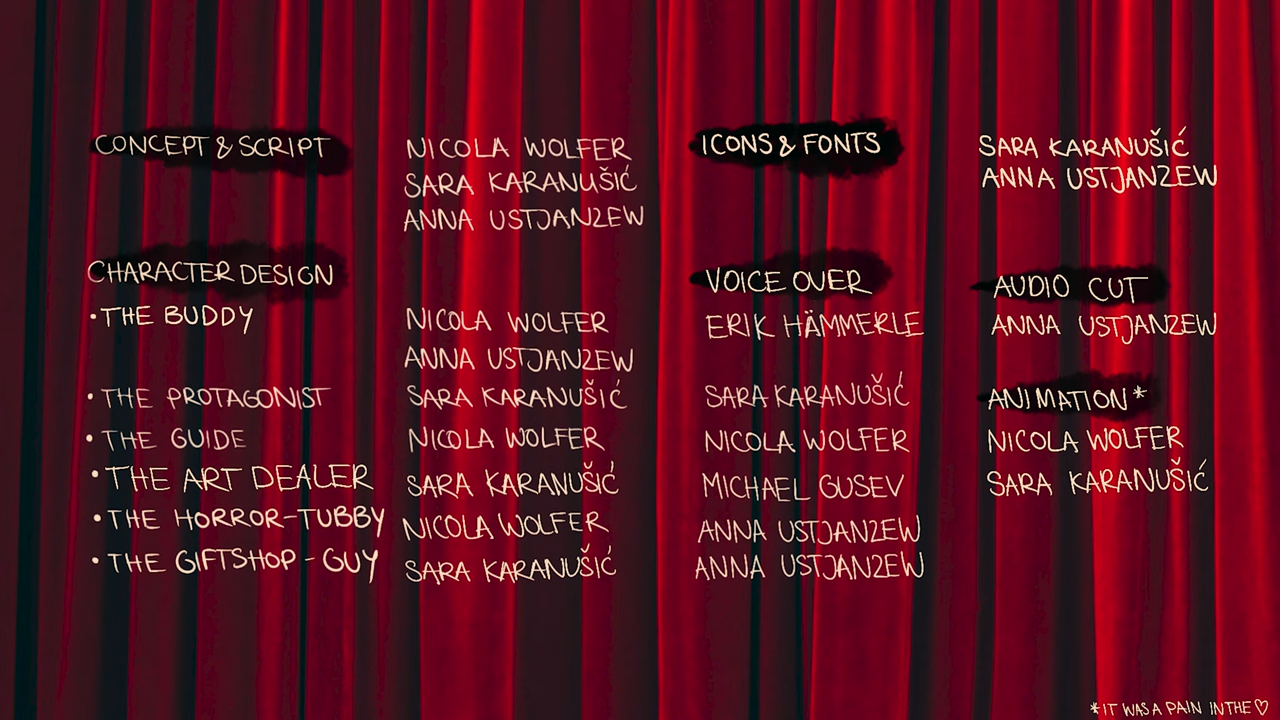 CONCEPT & SCRIPT
NICOLA WOLFER
SARA KARANUŠIĆ
ANNA USTJANZEW
CHARACTER DESIGN
• THE BUDDY
NICOLA WOLFER
ANNA USTJANZEW
• THE PROTAGONIST
SARA KARANUŠIĆ
• THE GUIDE
NICOLA WOLFER
• THE ART DEALER
SARA KARANUŠIĆ
• THE HORROR-TUBBY
NICOLA WOLFER
• THE GIFTSHOP-GUY
SARA KARANUŠIĆ
ICONS & FONTS
SARA KARANUŠIĆ
ANNA USTJANZEW
VOICE OVER
ERIK HÄMMERLE
SARA KARANUŠIĆ
NICOLA WOLFER
MICHAEL GUSEV
ANNA USTJANZEW
ANNA USTJANZEW
AUDIO CUT
ANNA USTJANZEW
ANIMATION*
NICOLA WOLFER
SARA KARANUŠIĆ
*IT WAS A PAIN IN THE ♡